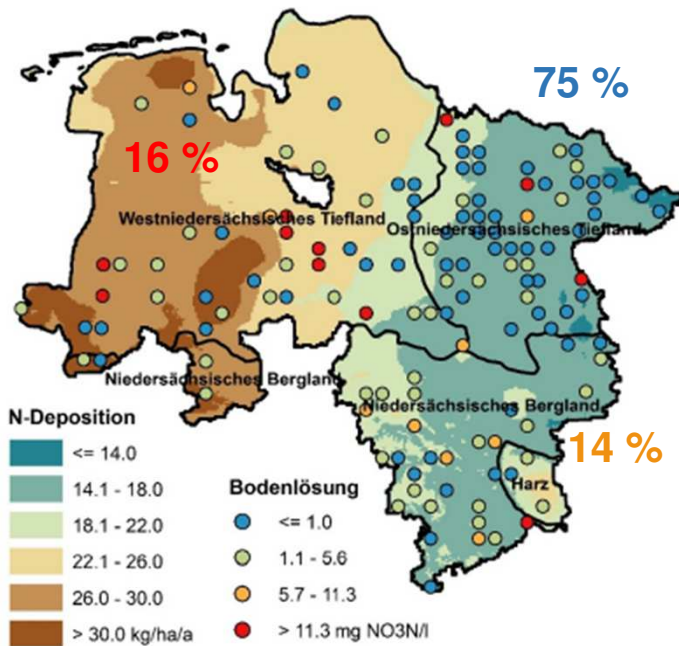 75 %
16 %
Westniedersächsisches Tiefland
Ostniedersächsisches Tiefland
Niedersächsisches Bergland
Niedersächsisches Bergland
14 %
Harz
N-Deposition
<= 14.0
14.1 - 18.0
18.1 - 22.0
22.1 - 26.0
26.0 - 30.0
> 30.0 kg/ha/a
Bodenlösung
<= 1.0
1.1 - 5.6
5.7 - 11.3
> 11.3 mg NO3N/l